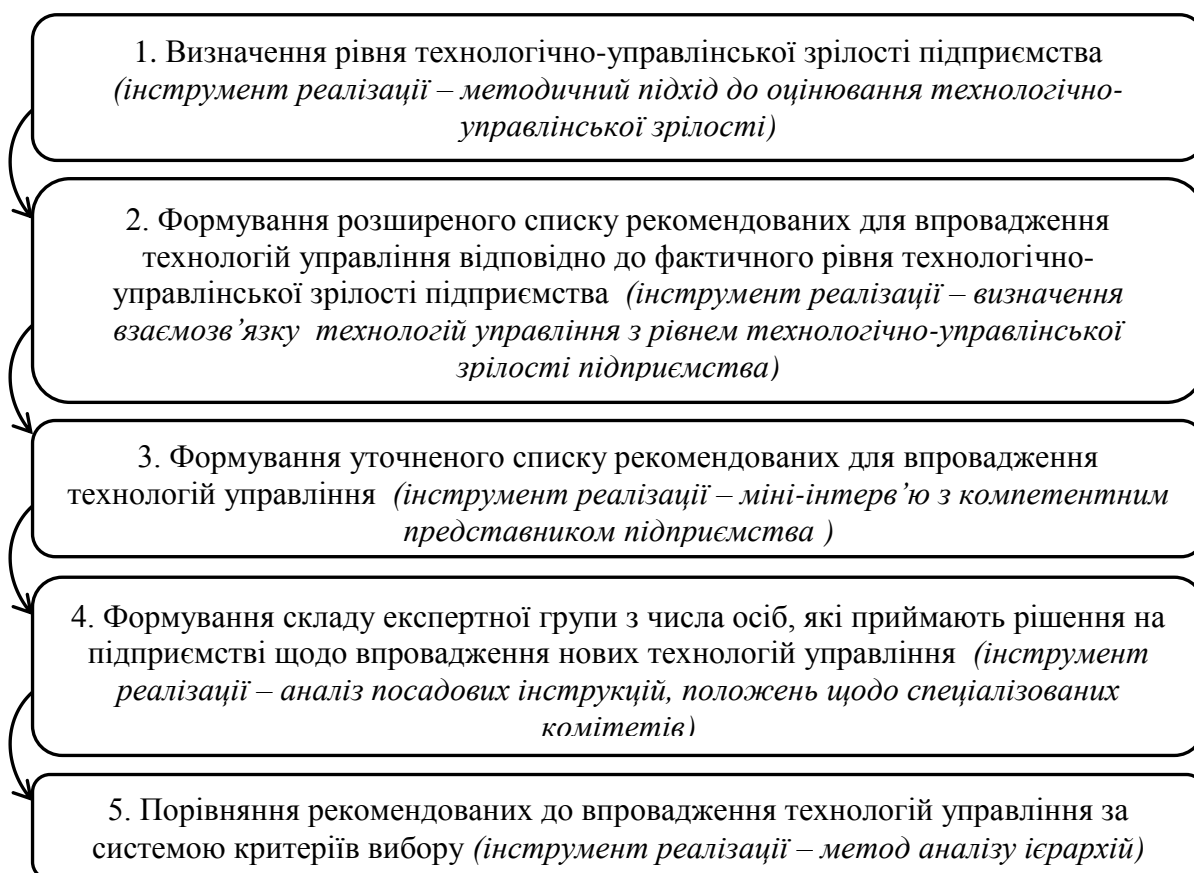 1. Визначення рівня технологічно-управлінської зрілості підприємства
(інструмент реалізації – методичний підхід до оцінювання технологічно-
управлінської зрілості)
2. Формування розширеного списку рекомендованих для впровадження
технологій управління відповідно до фактичного рівня технологічно-
управлінської зрілості підприємства (інструмент реалізації – визначення
взаємозв’язку технологій управління з рівнем технологічно-управлінської
зрілості підприємства)
3. Формування уточненого списку рекомендованих для впровадження
технологій управління (інструмент реалізації – міні-інтерв’ю з компетентним
представником підприємства )
4. Формування складу експертної групи з числа осіб, які приймають рішення на
підприємстві щодо впровадження нових технологій управління (інструмент
реалізації – аналіз посадових інструкцій, положень щодо спеціалізованих
комітетів)
5. Порівняння рекомендованих до впровадження технологій управління за
системою критеріїв вибору (інструмент реалізації – метод аналізу ієрархій)